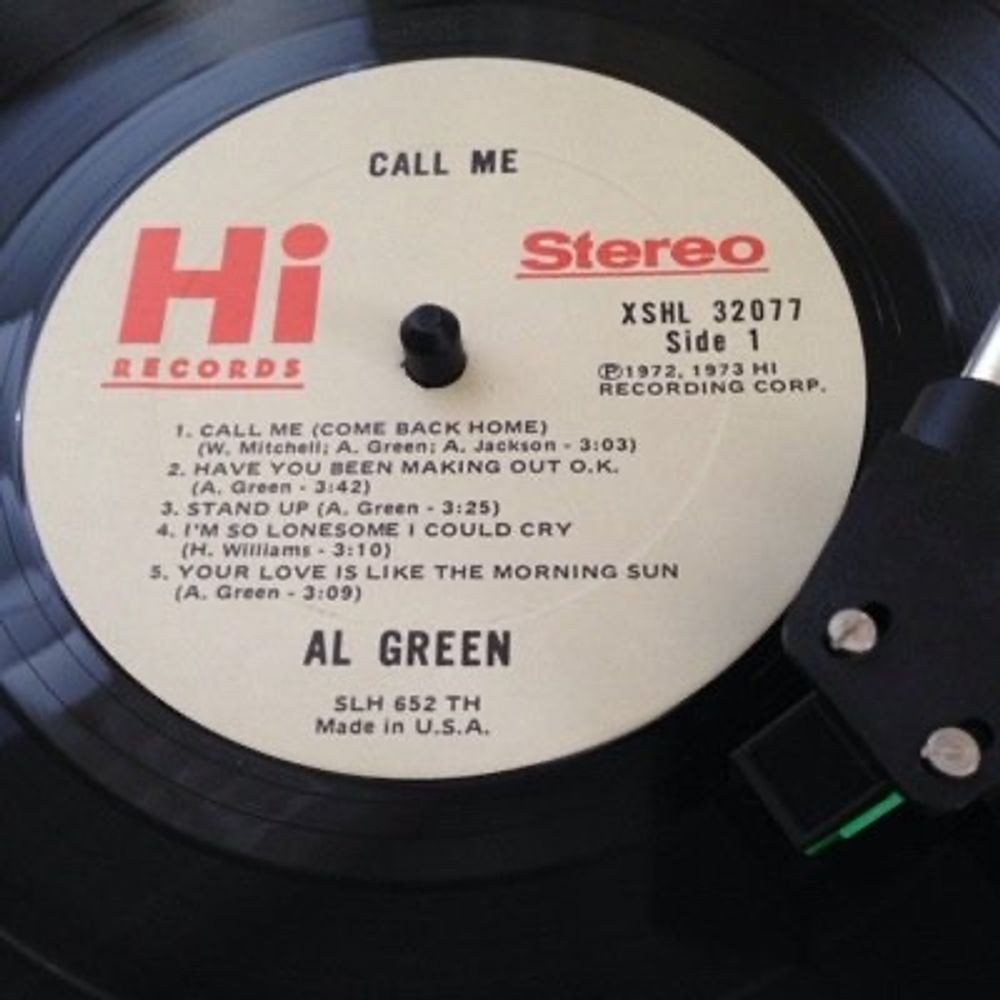 CALL ME
Hi
RECORDS
Stereo
XSHL 32077
Side 1
Ⓟ1972, 1973 HI
RECORDING CORP.
1. CALL ME (COME BACK HOME)
(W. Mitchell; A. Green; A. Jackson - 3:03)
2. HAVE YOU BEEN MAKING OUT O.K.
(A. Green - 3:42)
3. STAND UP (A. Green - 3:25)
4. I'M SO LONESOME I COULD CRY
(H. Williams - 3:10)
5. YOUR LOVE IS LIKE THE MORNING SUN
(A. Green - 3:09)
AL GREEN
SLH 652 TH
Made in U.S.A.